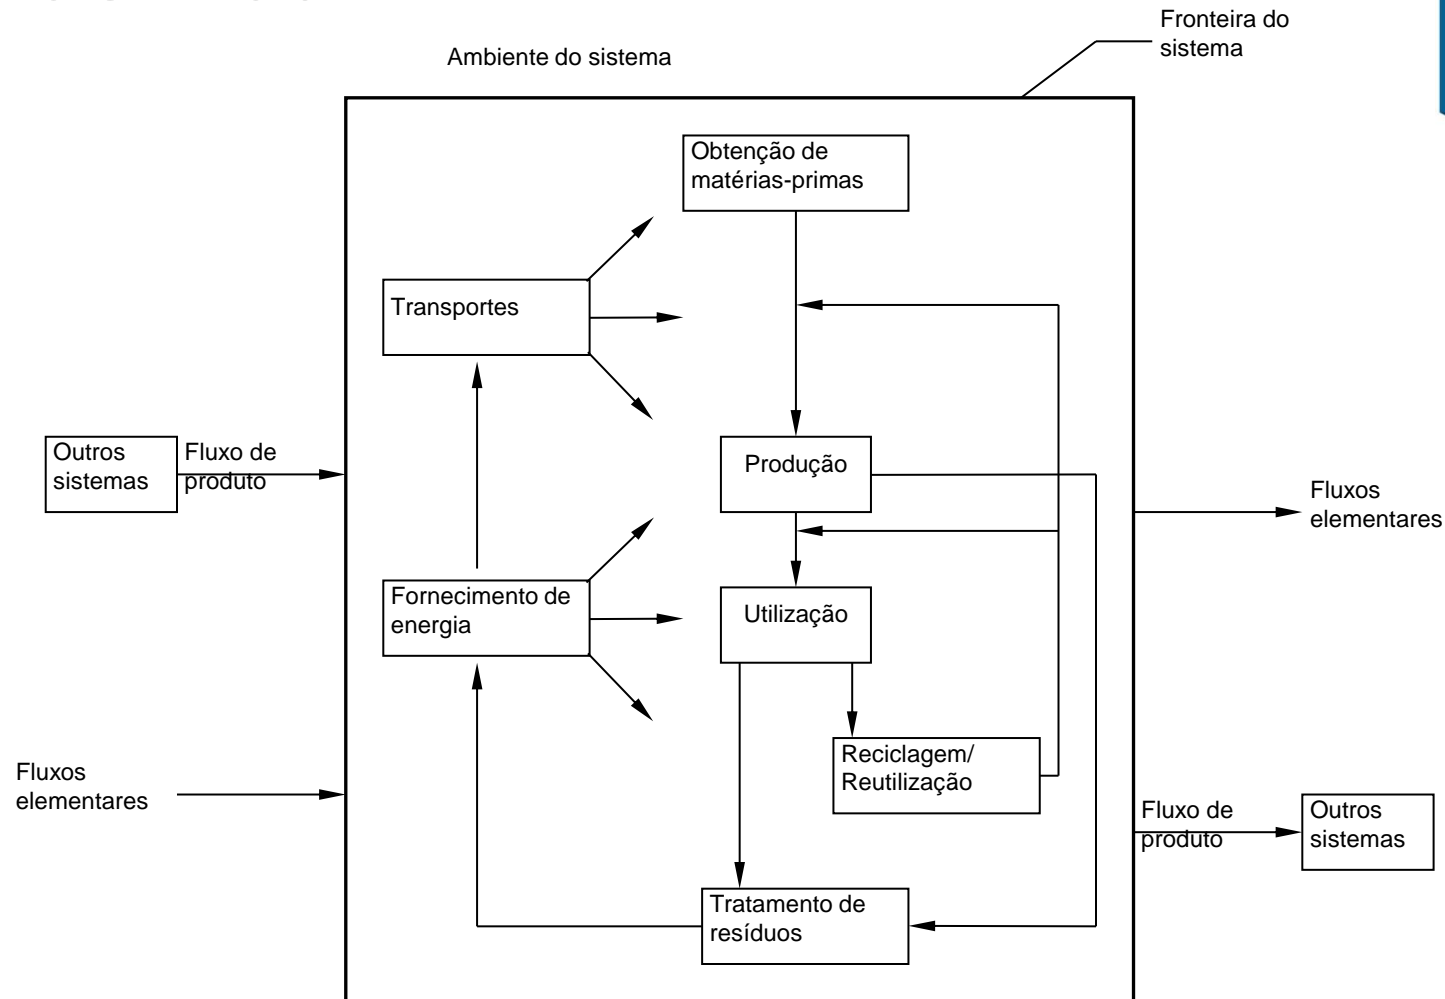 Fronteira do
sistema
Ambiente do sistema
Obtenção de
matérias-primas
Transportes
Outros
sistemas
Fluxo de
produto
Produção
Fluxos
elementares
Fornecimento de
energia
Utilização
Reciclagem/
Reutilização
Fluxos
elementares
Fluxo de
produto
Outros
sistemas
Tratamento de
resíduos